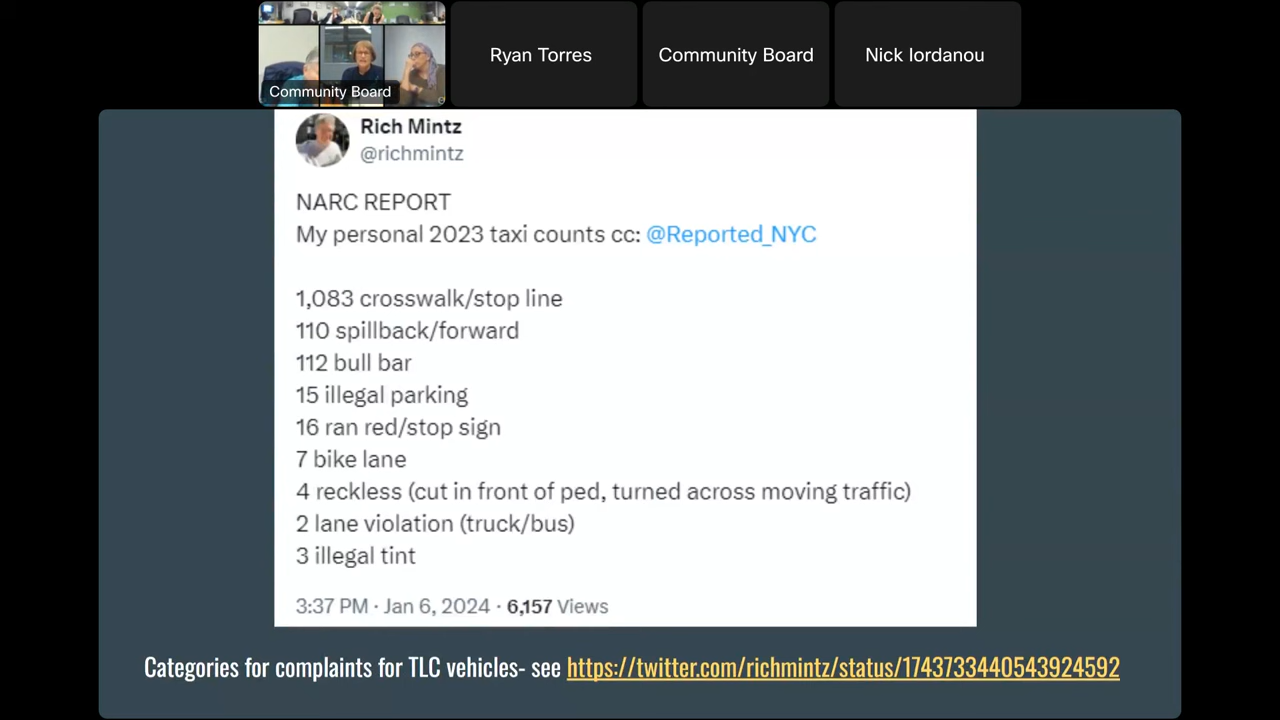 Community Board
Ryan Torres
Community Board
Nick Iordanou
Rich Mintz
@richmintz
NARC REPORT
My personal 2023 taxi counts cc: @Reported_NYC
1,083 crosswalk/stop line
110 spillback/forward
112 bull bar
15 illegal parking
16 ran red/stop sign
7 bike lane
4 reckless (cut in front of ped, turned across moving traffic)
2 lane violation (truck/bus)
3 illegal tint
3:37 PM · Jan 6, 2024 · 6,157 Views
Categories for complaints for TLC vehicles- see https://twitter.com/richmintz/status/1743733440543924592